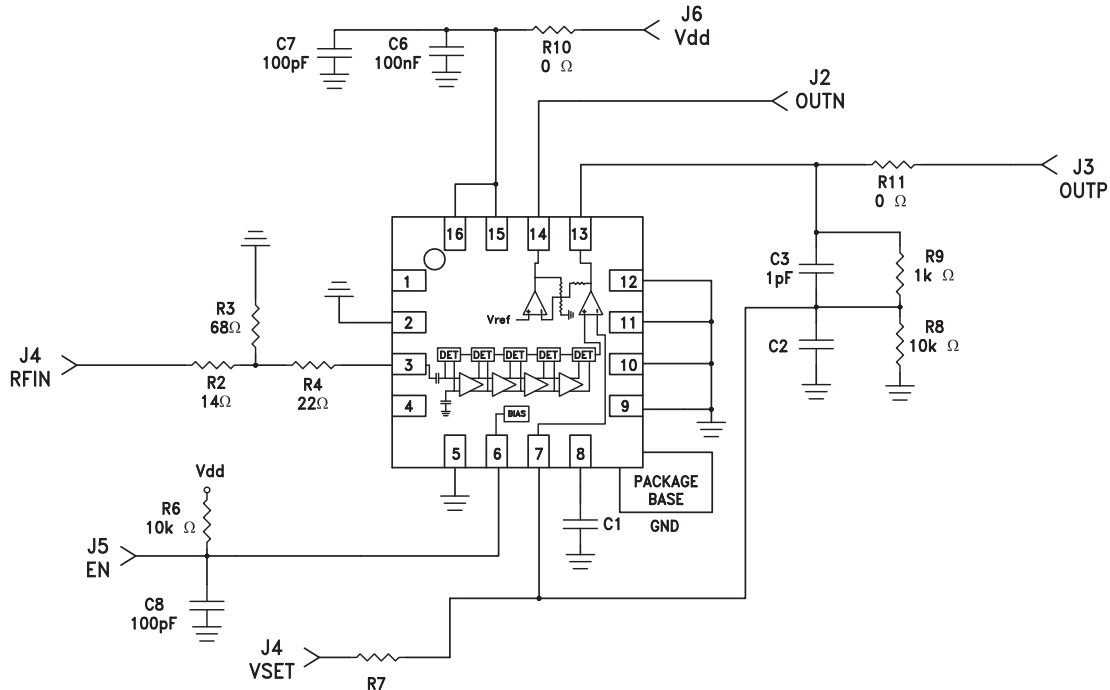 J6
Vdd
C7
100pF
C6
100nF
R10
0 Ω
J2
OUTN
J3
OUTP
R11
0 Ω
16
15
14
13
C3
1pF
R9
1k Ω
1
12
R3
68Ω
2
Vref
11
C2
R8
10k Ω
J4
RFIN
R2
14Ω
R4
22Ω
3
DET
DET
DET
DET
DET
10
4
BIAS
9
5
6
7
8
PACKAGE
BASE
GND
Vdd
R6
10k Ω
C1
J5
EN
C8
100pF
J4
VSET
R7